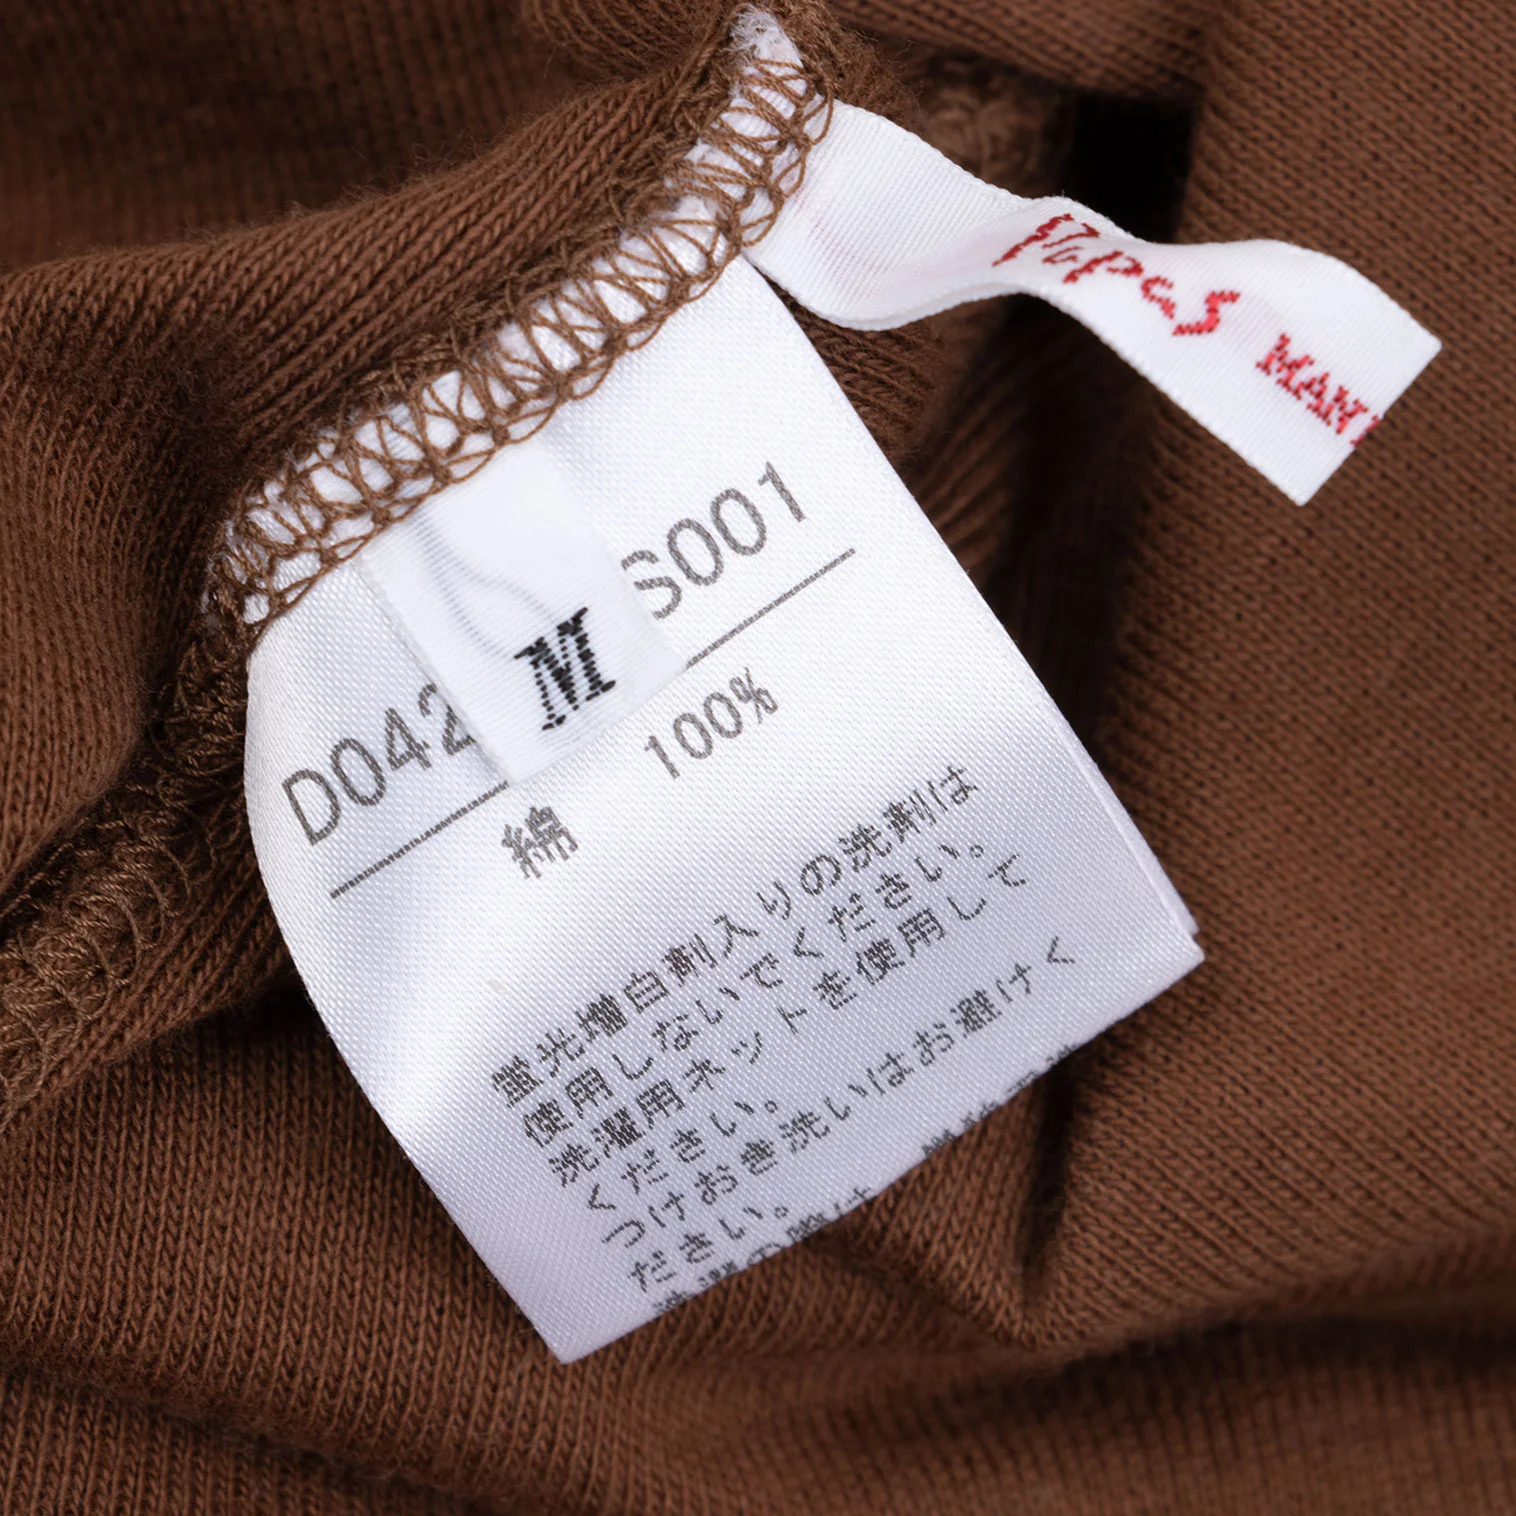 Papas
MAN
M
D042
S001
綿 100%
蛍光増白剤入りの洗剤は
使用しないでください。
洗濯用ネットを使用して
ください。
つけおき洗いはお避けく
ださい。